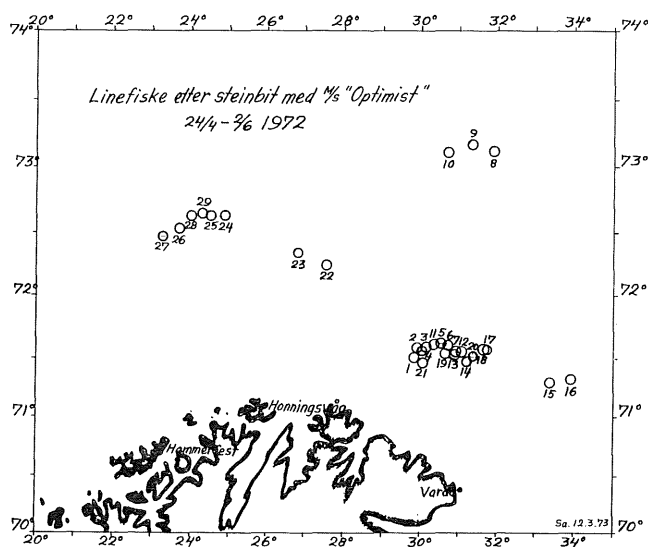 20° 22° 24° 26° 28° 30° 32° 34°
74° 74°
Linefiske etter steinbit med M/s "Optimist"
24/4 - 2/6 1972
9
10 8
73° 73°
29
28 25 24
26
27
23
22
72° 72°
2 3 11 5 6 7 12 20 17
4 18
1 21 19 13 14
15 16
71° 71°
Honningsvåg
Hammerfest
Vardø
Sa. 12.3.73
70° 70°
20° 22° 24° 26° 28° 30° 32° 34°